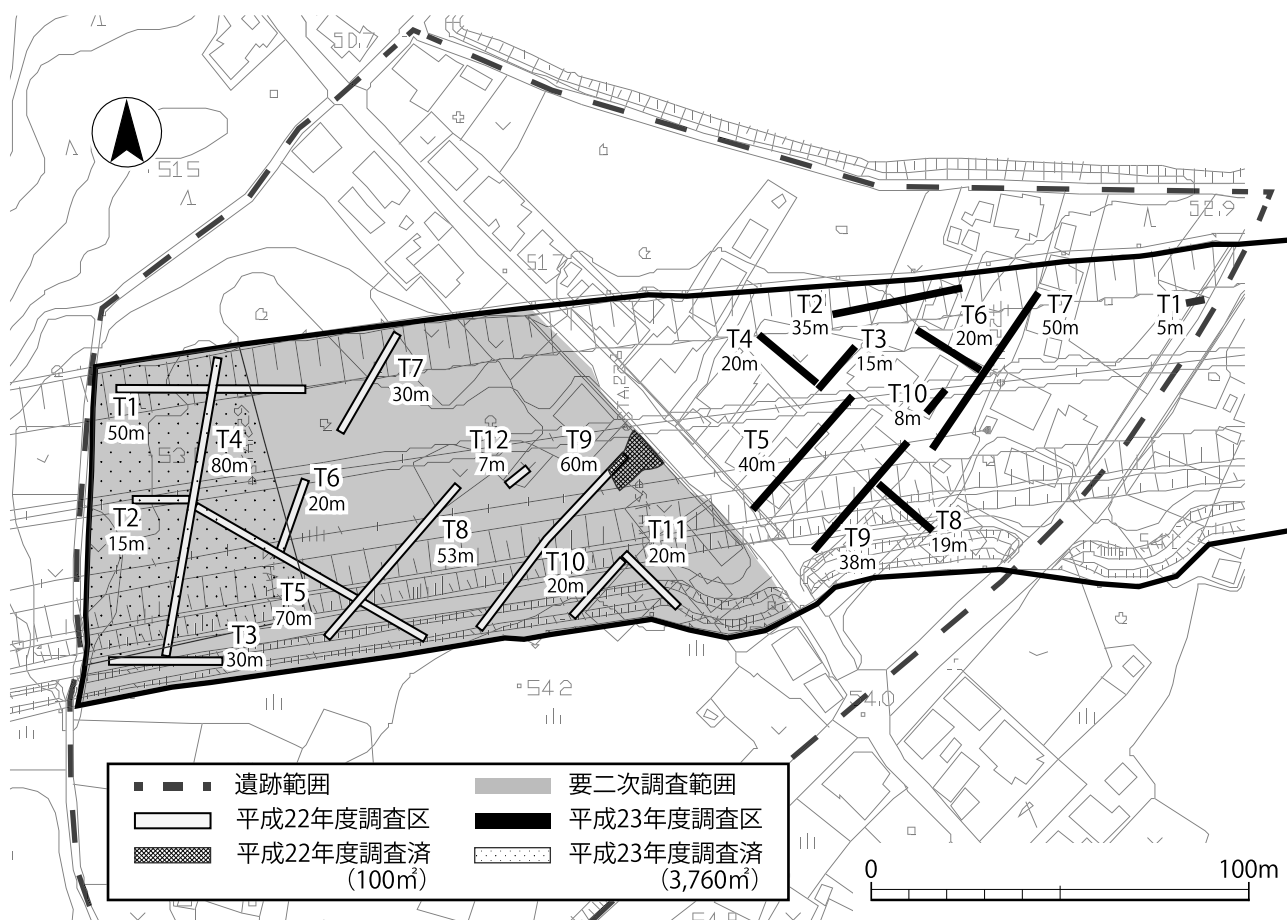 50.7
515
52.9
517
T2
35m
T6
20m
T7
50m
T1
5m
T4
20m
T3
15m
T7
30m
T10
8m
T1
50m
T4
80m
T12
7m
T9
60m
T5
40m
53
T6
20m
T2
15m
T8
53m
T11
20m
T8
19m
T9
38m
T10
20m
T5
70m
T3
30m
542
54.0
遺跡範囲
要二次調査範囲
平成22年度調査区
平成23年度調査区
平成22年度調査済
(100㎡)
平成23年度調査済
(3,760㎡)
0
100m